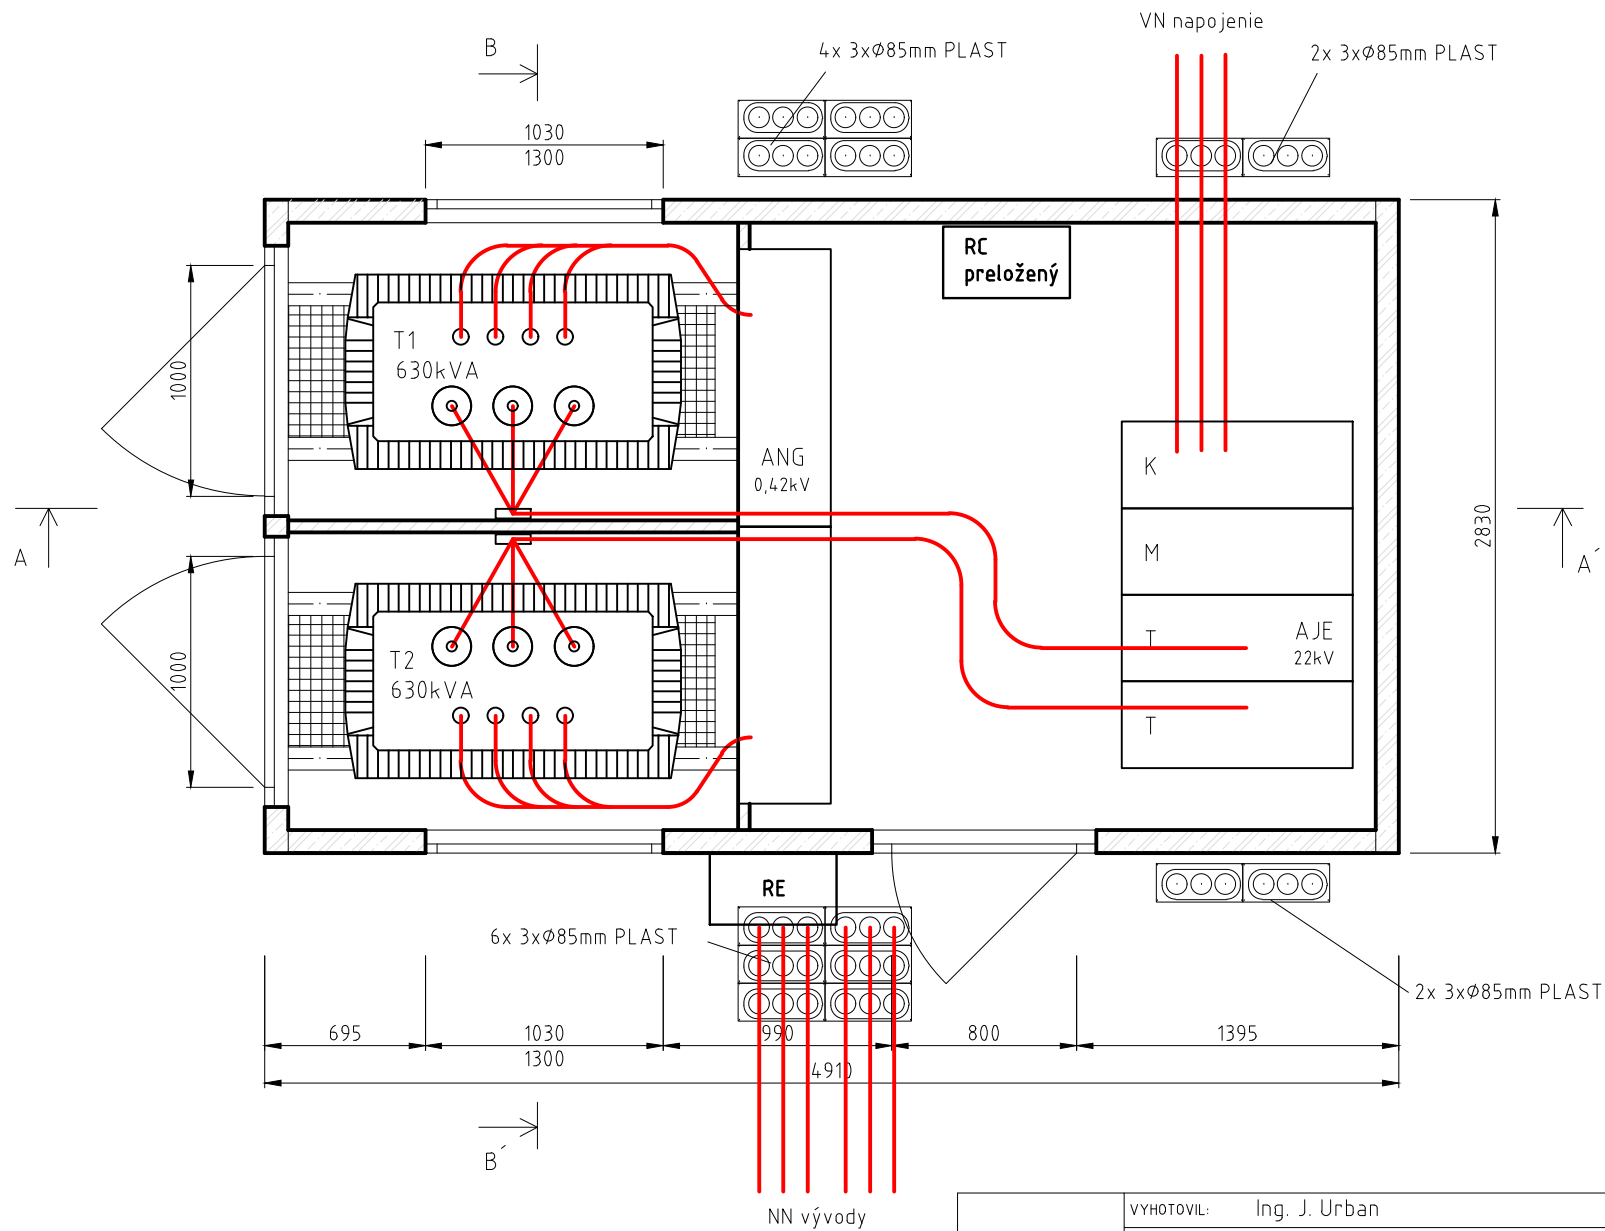 VN napojenie
B
4x 3xØ85mm PLAST
2x 3xØ85mm PLAST
1030
1300
RC
preložený
T1
630kVA
1000
ANG
0,42kV
K
A
A´
2830
M
T
AJE
22kV
T2
630kVA
1000
T
RE
6x 3xØ85mm PLAST
2x 3xØ85mm PLAST
695
1030
1300
990
800
1395
4910
B´
NN vývody
VYHOTOVIL: Ing. J. Urban